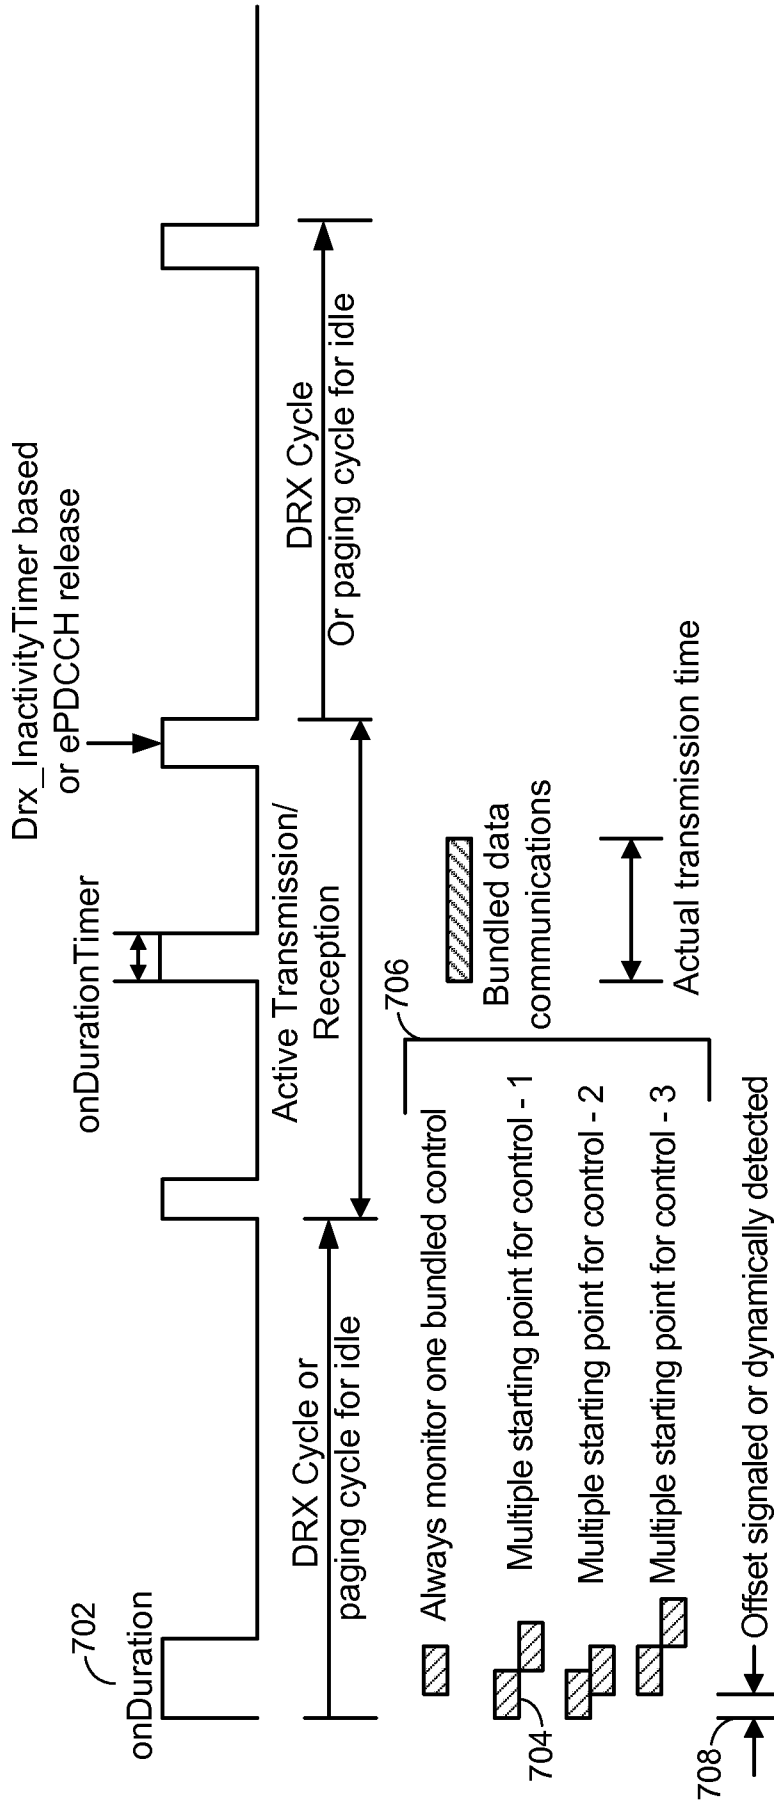 702
onDuration
onDurationTimer
Drx_InactivityTimer based
or ePDCCH release
DRX Cycle or
paging cycle for idle
Active Transmission/
Reception
DRX Cycle
Or paging cycle for idle
Always monitor one bundled control
706
704
Multiple starting point for control - 1
Multiple starting point for control - 2
Multiple starting point for control - 3
Bundled data
communications
Actual transmission time
708
Offset signaled or dynamically detected